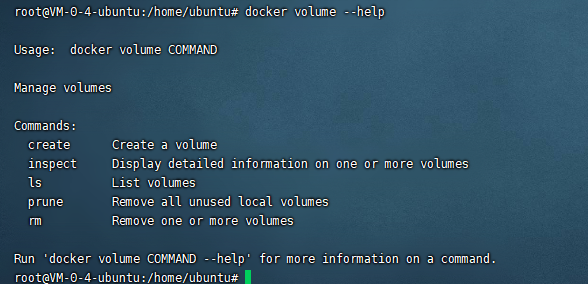 root@VM-0-4-ubuntu:/home/ubuntu# docker volume --help
Usage:  docker volume COMMAND
Manage volumes
Commands:
  create      Create a volume
  inspect     Display detailed information on one or more volumes
  ls          List volumes
  prune       Remove all unused local volumes
  rm          Remove one or more volumes
Run 'docker volume COMMAND --help' for more information on a command.
root@VM-0-4-ubuntu:/home/ubuntu#